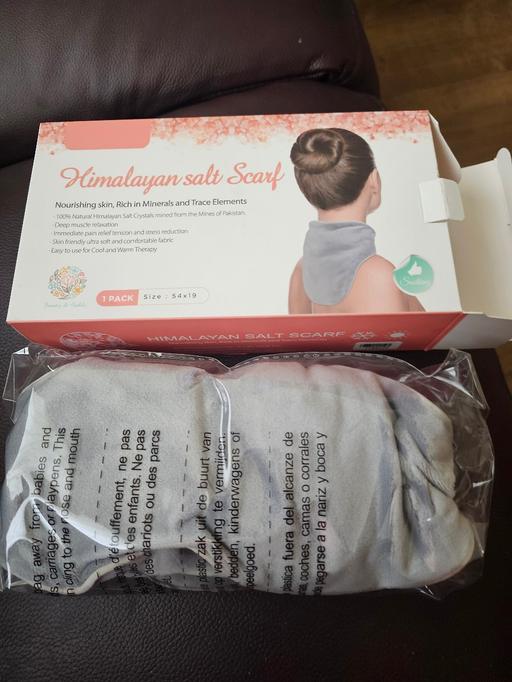 Himalayan salt Scarf
Nourishing skin, Rich in Minerals and Trace Elements
· 100% Natural Himalayan Salt Crystals mined from the Mines of Pakistan.
· Deep muscle relaxation
· Immediate pain relief tension and stress reduction
· Skin friendly ultra soft and comfortable fabric
· Easy to use for Cool and Warm Therapy
1 PACK Size : 54x19
HIMALAYAN SALT SCARF
away from babies and
carriages or playpens. This
cling to the nose and mouth
d'étouffement, ne pas
enfants. Ne pas
des chariots ou des parcs
plastic zak uit de buurt van
verstikking te vermijden
bedden, kinderwagens of
speelgoed.
plastica fuera del alcance de
coches, camas o corrales
pegarse a la nariz y boca y